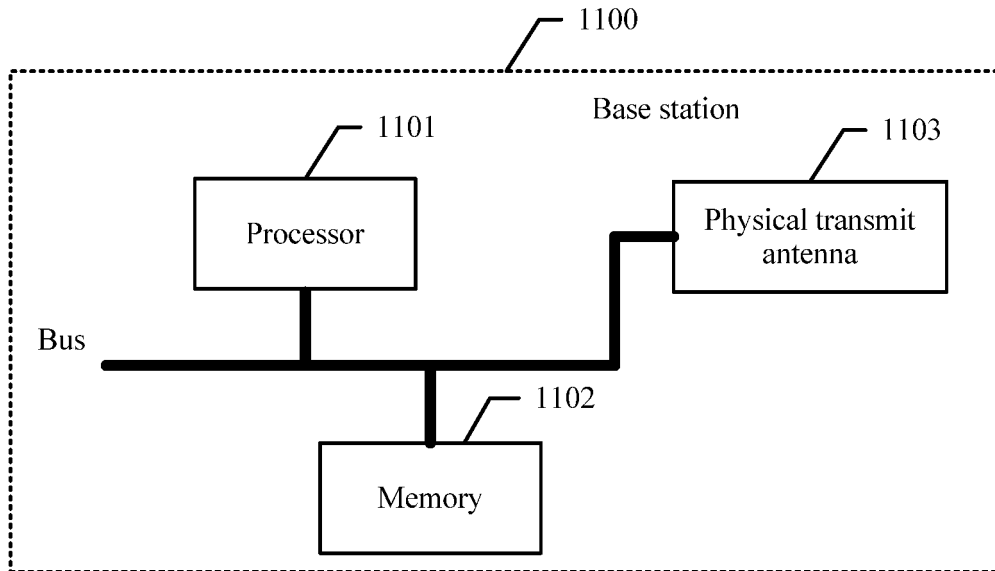 1100
Base station
1101
1103
Processor
Physical transmit
antenna
Bus
1102
Memory